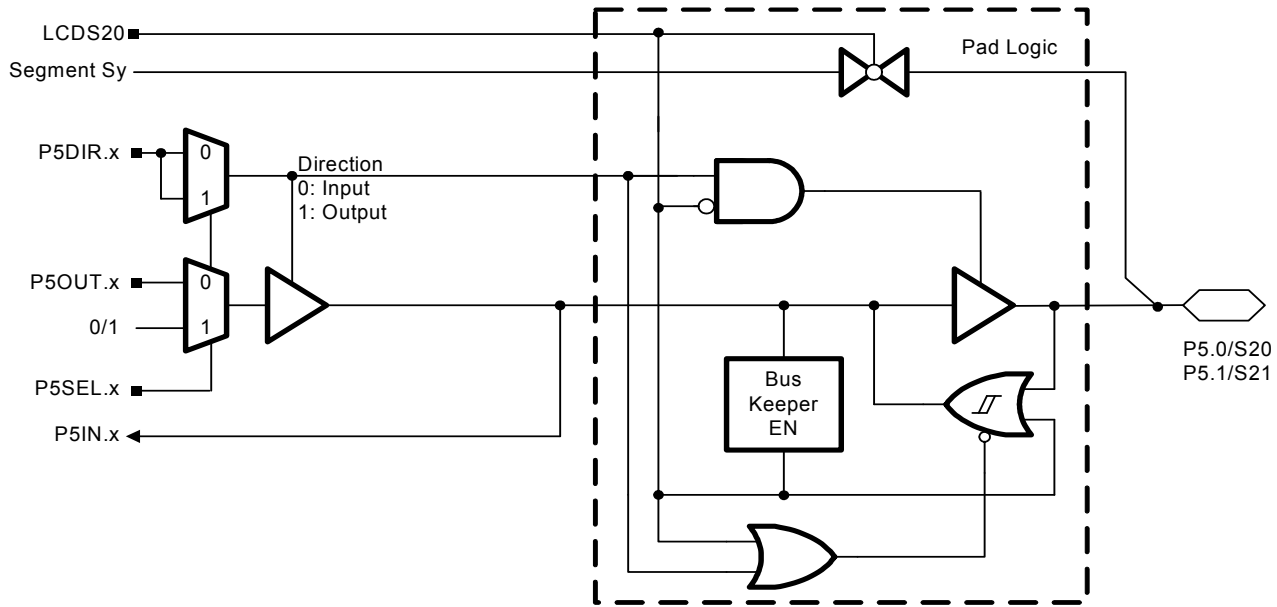 LCDS20
Pad Logic
Segment Sy
P5DIR.x
0
1
Direction
0: Input
1: Output
P5OUT.x
0
0/1
1
P5SEL.x
P5IN.x
Bus
Keeper
EN
P5.0/S20
P5.1/S21